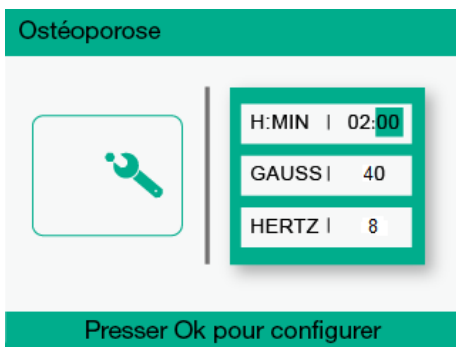 Ostéoporose
H:MIN | 02:00
GAUSS | 40
HERTZ | 8
Presser Ok pour configurer